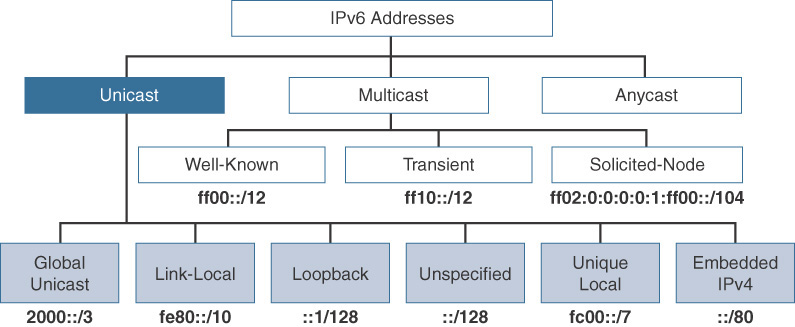 IPv6 Addresses
Unicast
Multicast
Anycast
Well-Known
Transient
Solicited-Node
ff00::/12
ff10::/12
ff02:0:0:0:0:1:ff00::/104
Global
Unicast
Link-Local
Loopback
Unspecified
Unique
Local
Embedded
IPv4
2000::/3
fe80::/10
::1/128
::/128
fc00::/7
::/80